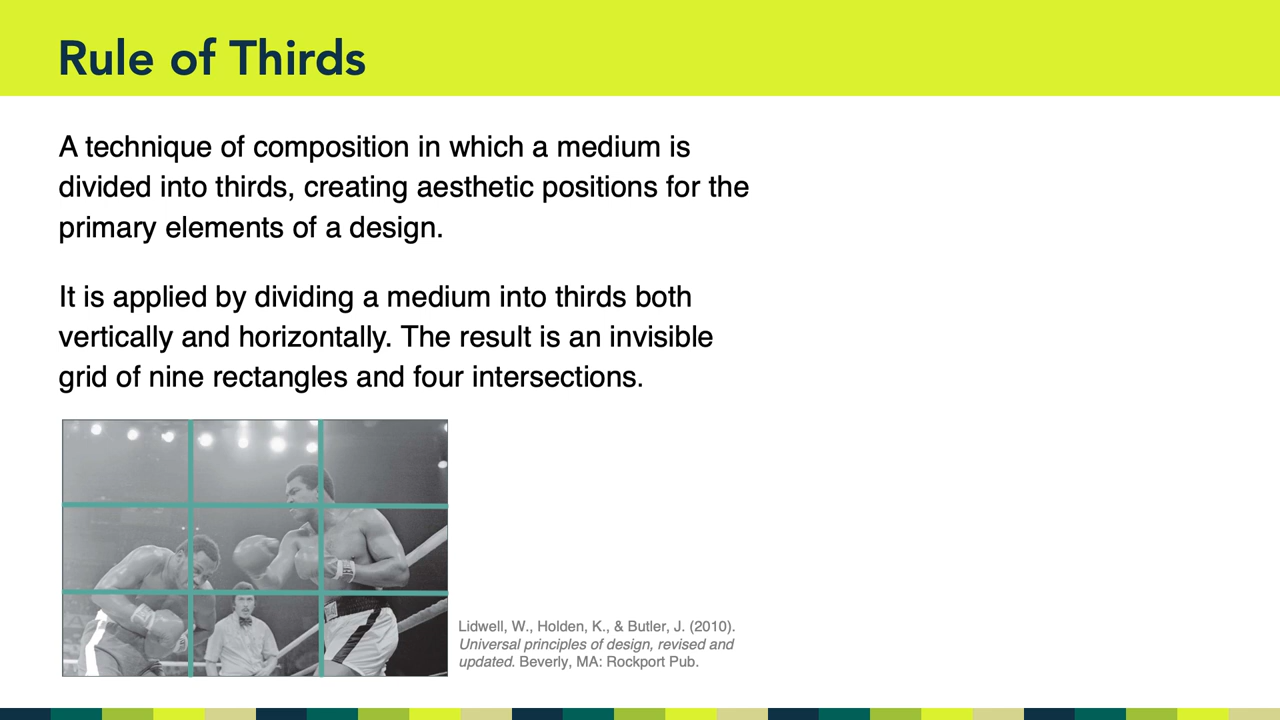 Rule of Thirds
A technique of composition in which a medium is
divided into thirds, creating aesthetic positions for the
primary elements of a design.
It is applied by dividing a medium into thirds both
vertically and horizontally. The result is an invisible
grid of nine rectangles and four intersections.
Lidwell, W., Holden, K., & Butler, J. (2010).
Universal principles of design, revised and
updated. Beverly, MA: Rockport Pub.